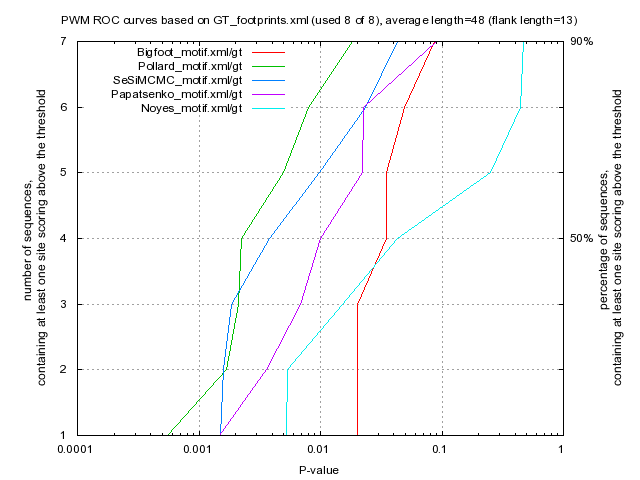 PWM ROC curves based on GT_footprints.xml (used 8 of 8), average length=48 (flank length=13)
Bigfoot_motif.xml/gt
Pollard_motif.xml/gt
SeSiMCMC_motif.xml/gt
Papatsenko_motif.xml/gt
Noyes_motif.xml/gt
7
6
5
4
3
2
1
90%
50%
number of sequences,
containing at least one site scoring above the threshold
percentage of sequences,
containing at least one site scoring above the threshold
0.0001
0.001
0.01
0.1
1
P-value